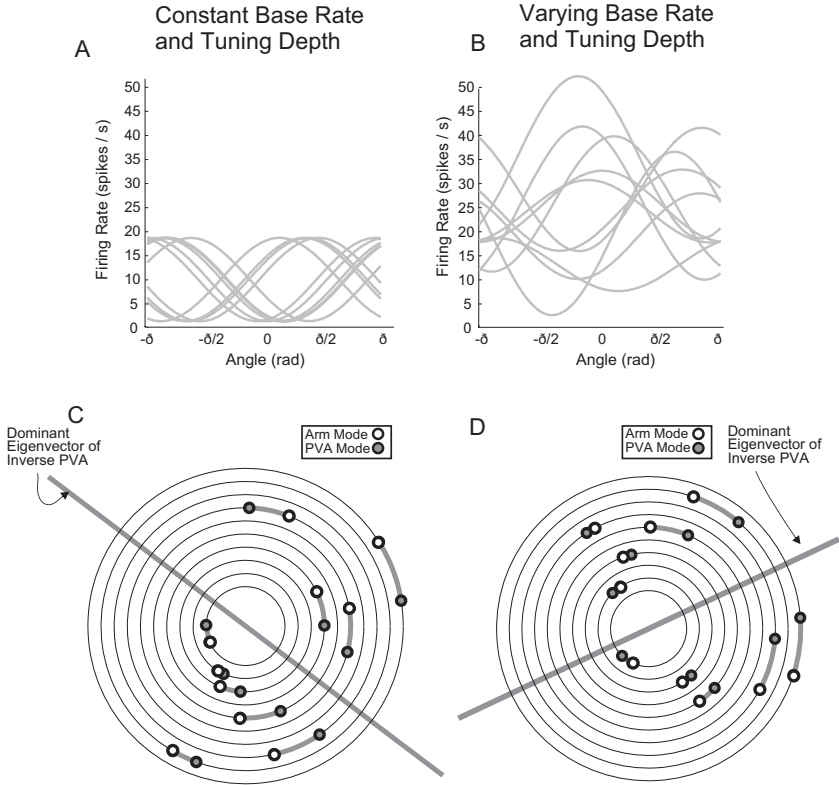 Constant Base Rate
and Tuning Depth
Varying Base Rate
and Tuning Depth
A
B
Firing Rate (spikes / s)
50
45
40
35
30
25
20
15
10
5
0
-ð
-ð/2
0
ð/2
ð
Angle (rad)
Firing Rate (spikes / s)
50
45
40
35
30
25
20
15
10
5
0
-ð
-ð/2
0
ð/2
ð
Angle (rad)
C
Dominant
Eigenvector of
Inverse PVA
Arm Mode
PVA Mode
D
Arm Mode
PVA Mode
Dominant
Eigenvector of
Inverse PVA